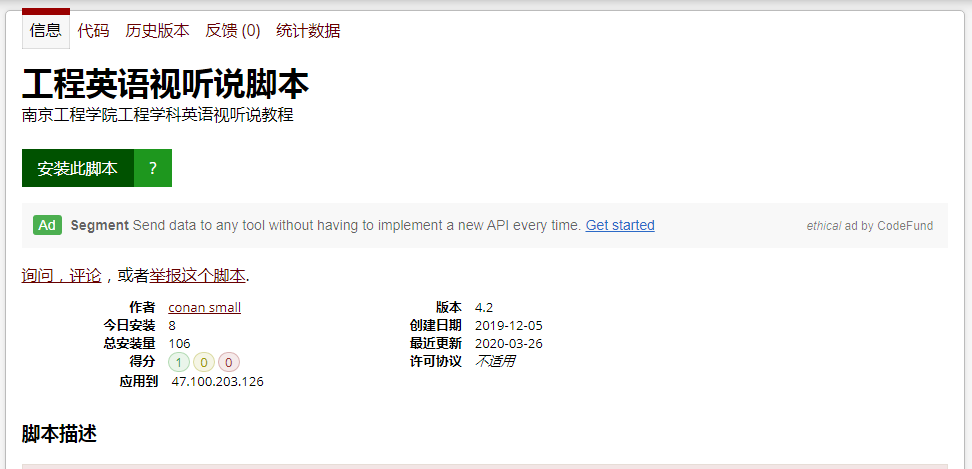 信息 代码 历史版本 反馈 (0) 统计数据
工程英语视听说脚本
南京工程学院工程学科英语视听说教程
安装此脚本 ?
Ad Segment Send data to any tool without having to implement a new API every time. Get started ethical ad by CodeFund
询问，评论，或者举报这个脚本.
作者 conan small 版本 4.2
今日安装 8 创建日期 2019-12-05
总安装量 106 最近更新 2020-03-26
得分 1 0 0 许可协议 不适用
应用到 47.100.203.126
脚本描述